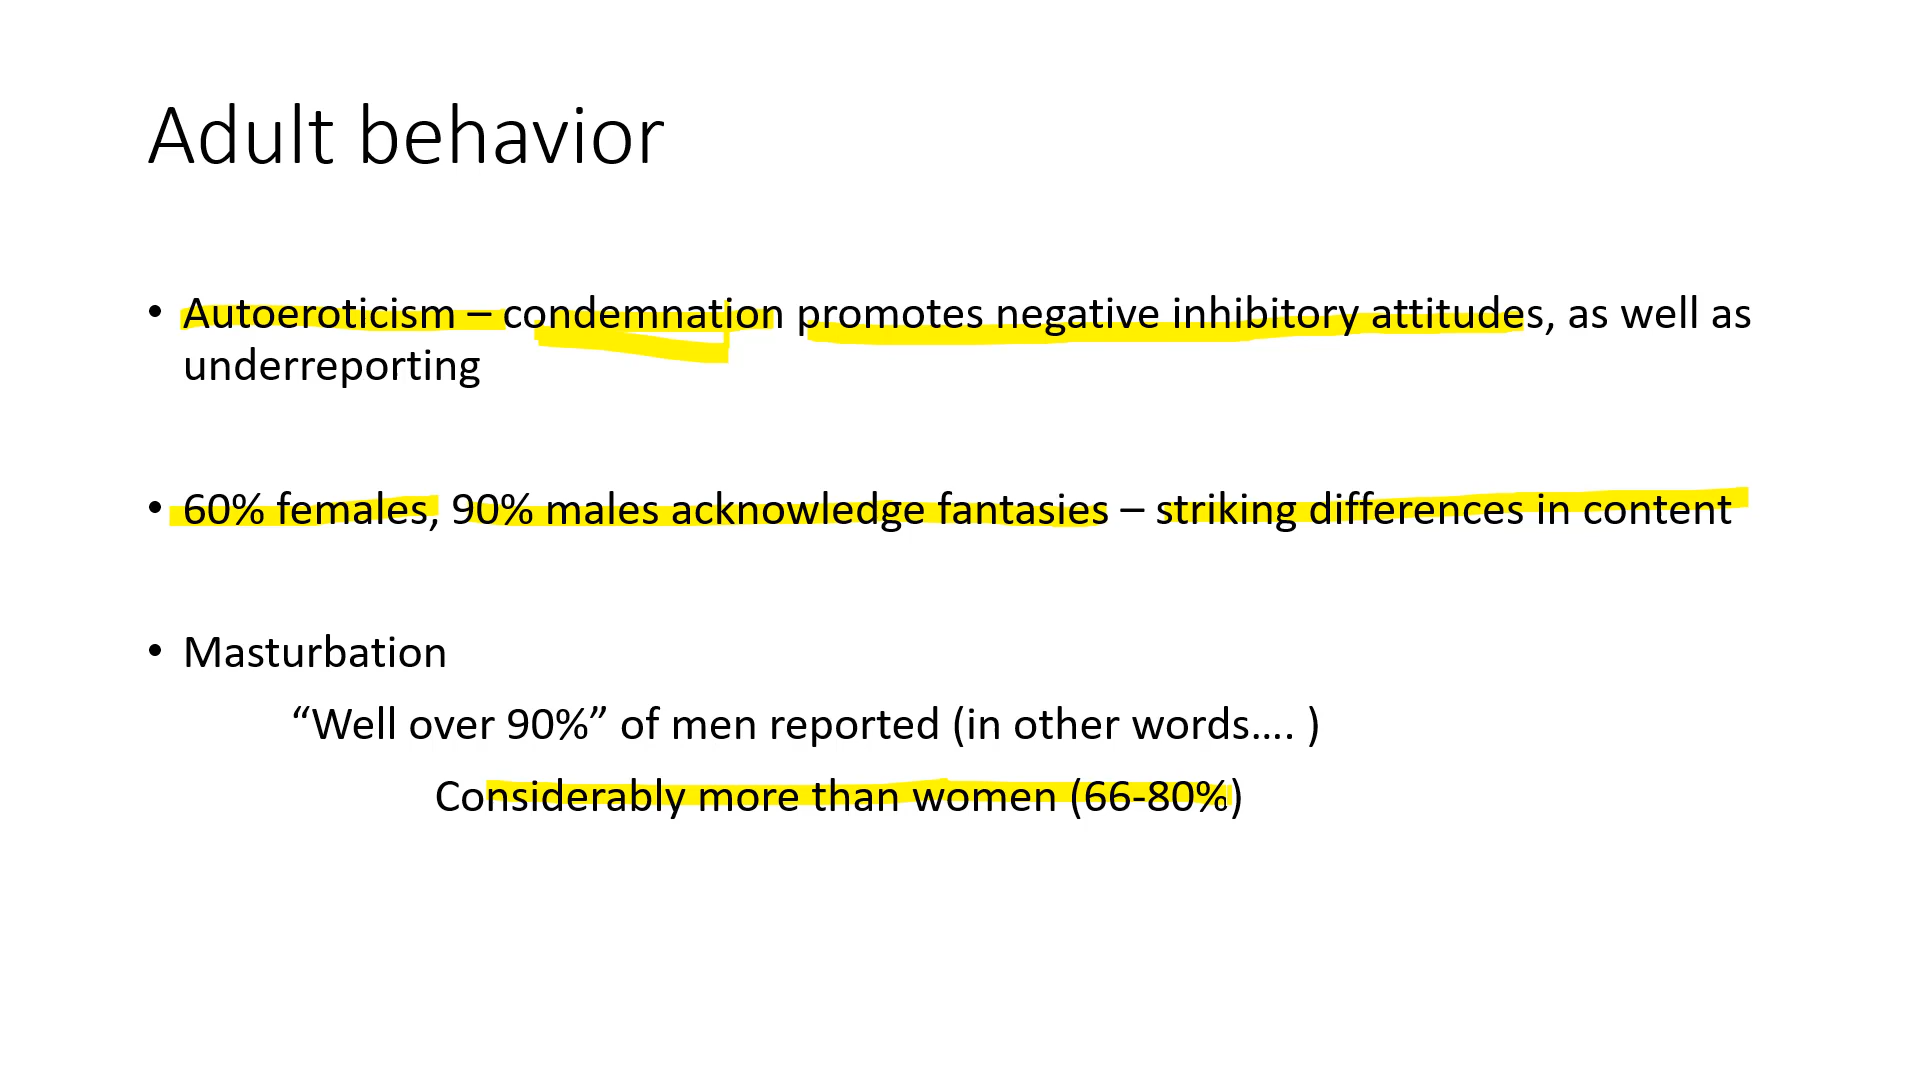 Adult behavior
• Autoeroticism – condemnation promotes negative inhibitory attitudes, as well as
underreporting
• 60% females, 90% males acknowledge fantasies – striking differences in content
• Masturbation
“Well over 90%” of men reported (in other words…. )
Considerably more than women (66-80%)